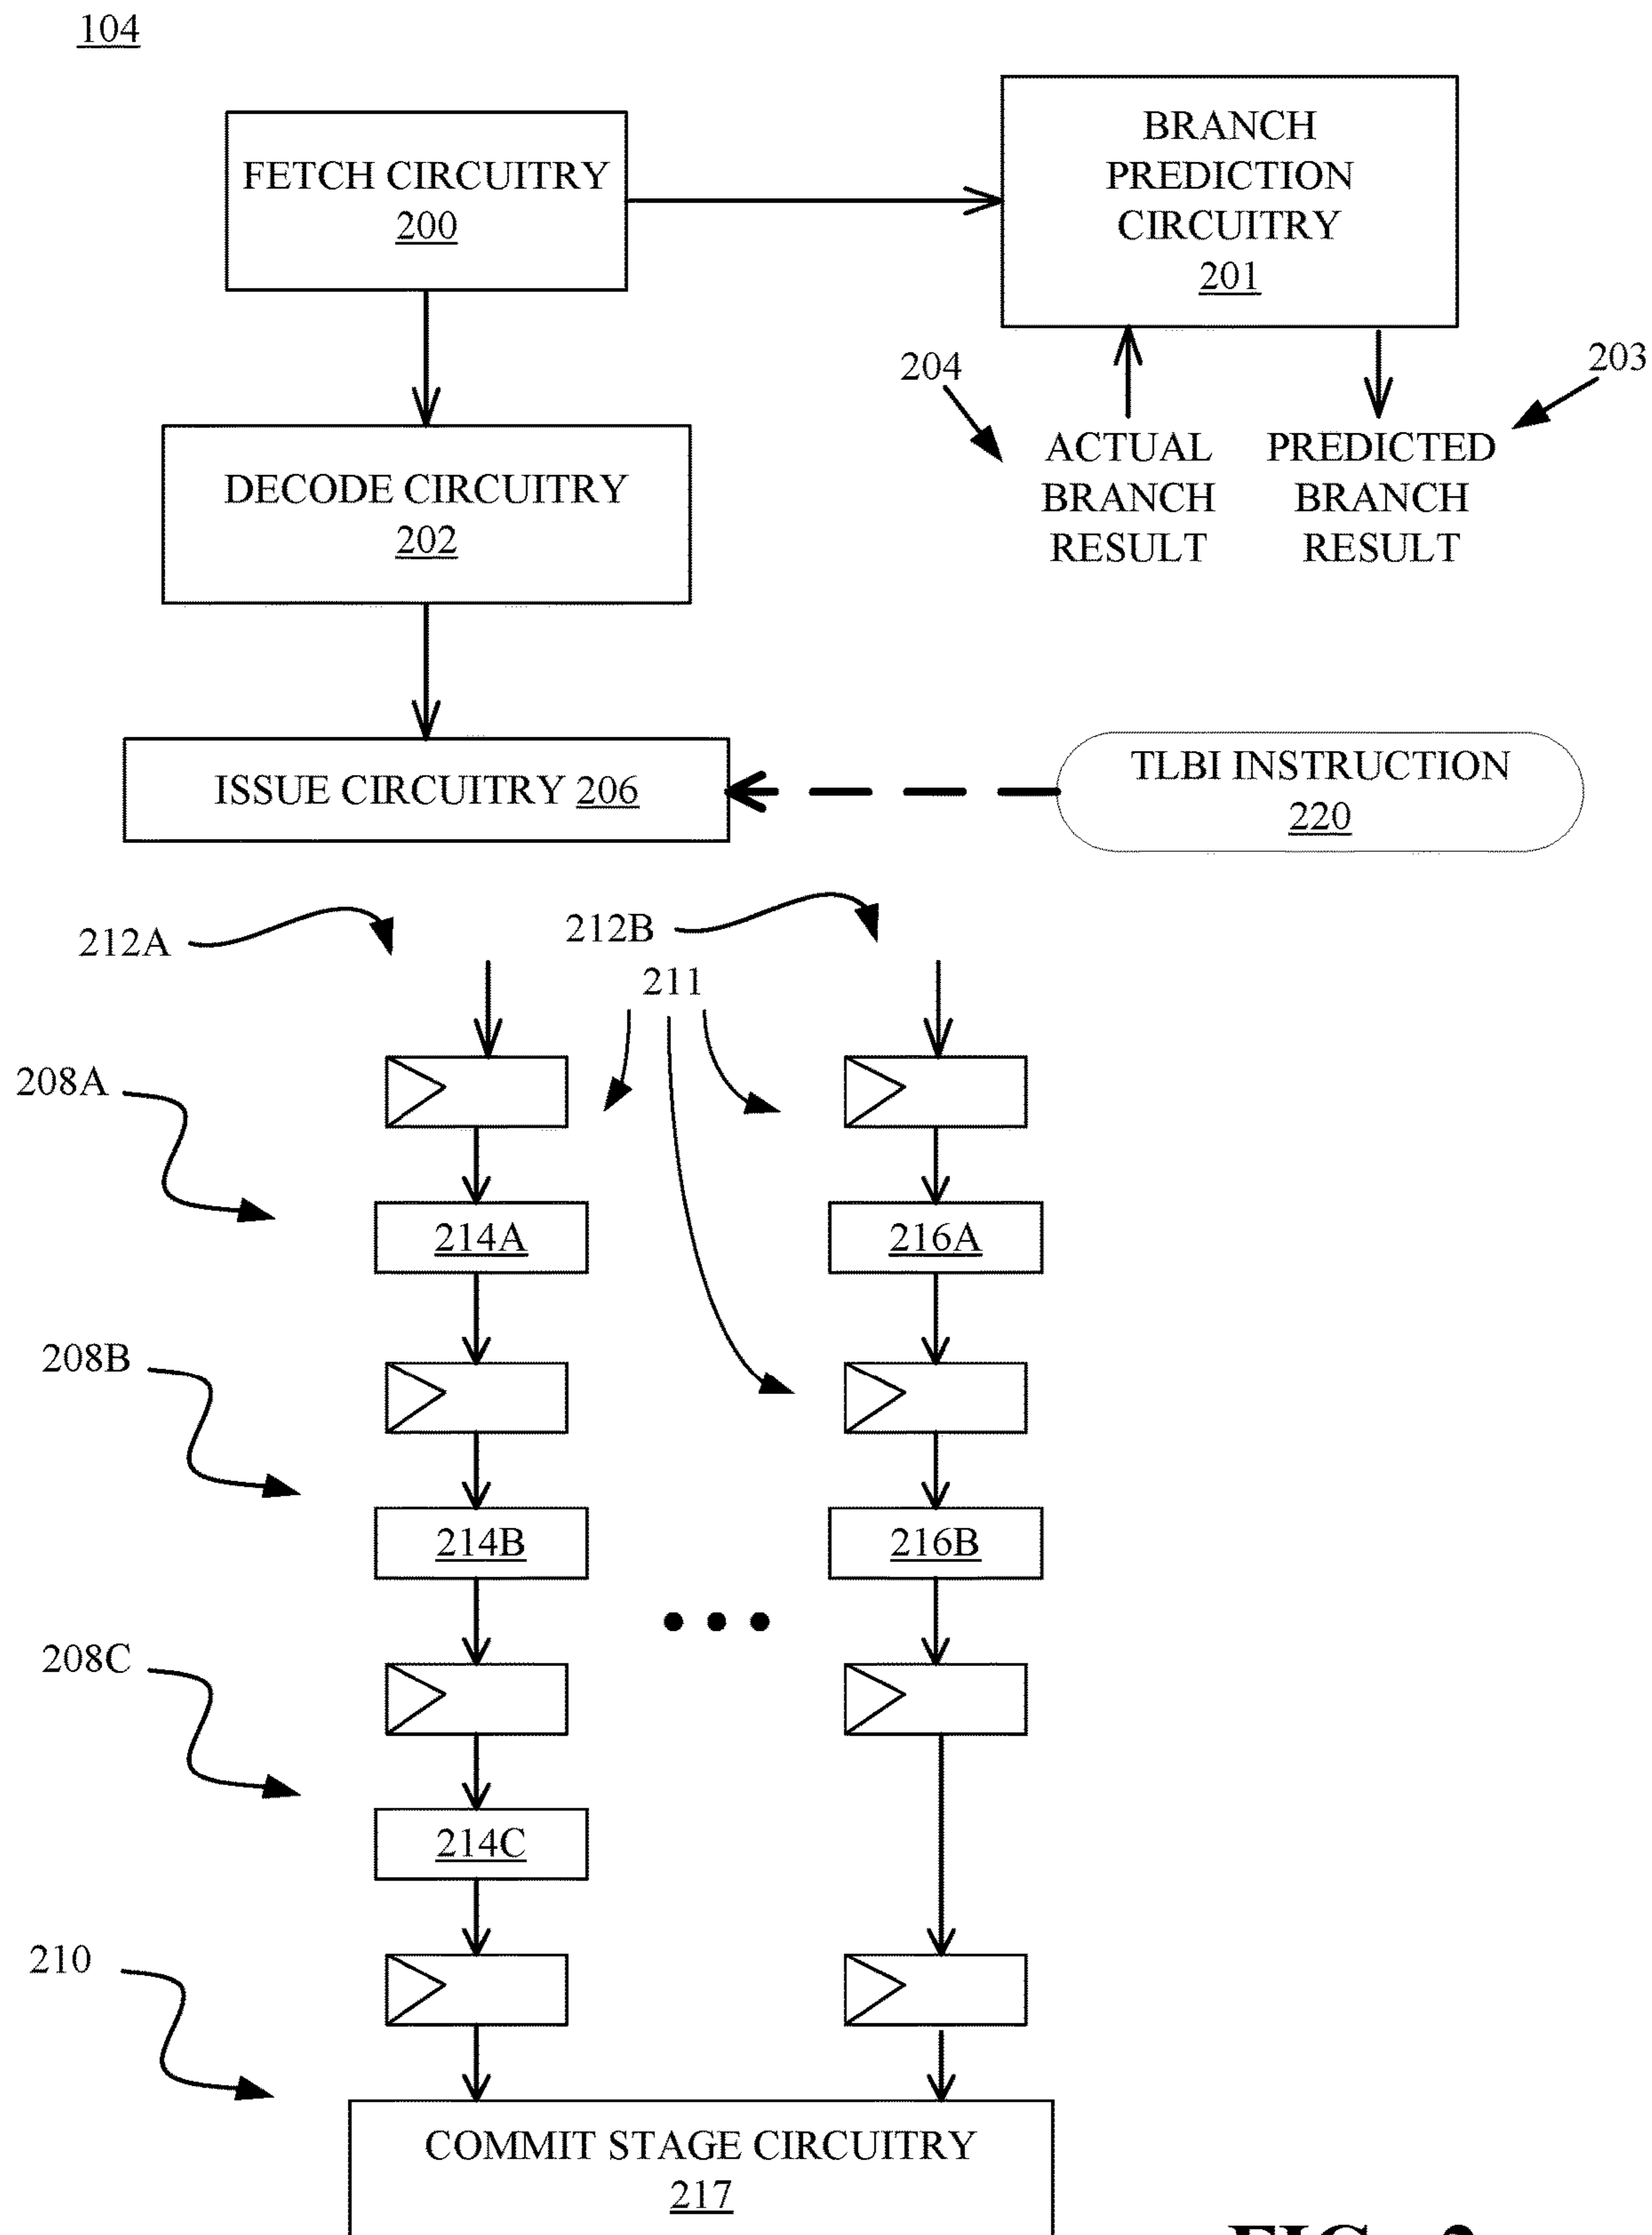 104
FETCH CIRCUITRY
200
BRANCH
PREDICTION
CIRCUITRY
201
204
203
ACTUAL
BRANCH
RESULT
PREDICTED
BRANCH
RESULT
DECODE CIRCUITRY
202
ISSUE CIRCUITRY 206
TLBI INSTRUCTION
220
212A
212B
211
208A
214A
216A
208B
214B
216B
208C
214C
210
COMMIT STAGE CIRCUITRY
217